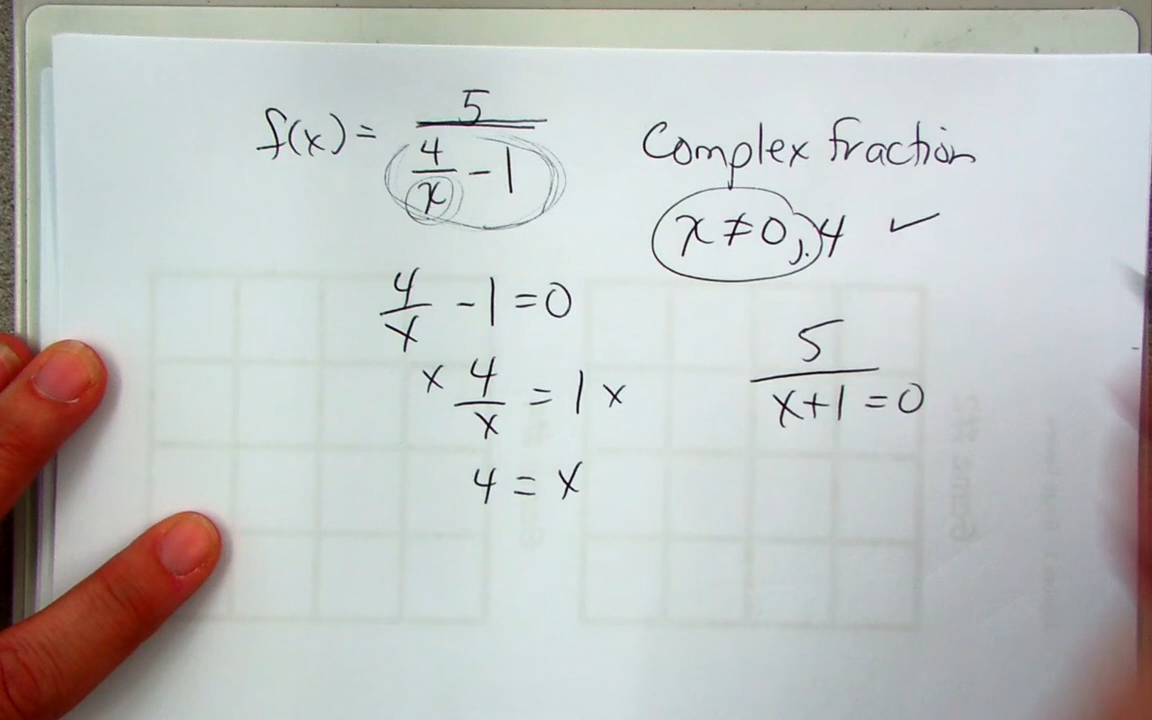 f(x) = 5 / (4/x - 1)
Complex fraction
x ≠ 0, 4 ✓
4/x - 1 = 0
x 4/x = 1 x
4 = x
5 / x + 1 = 0